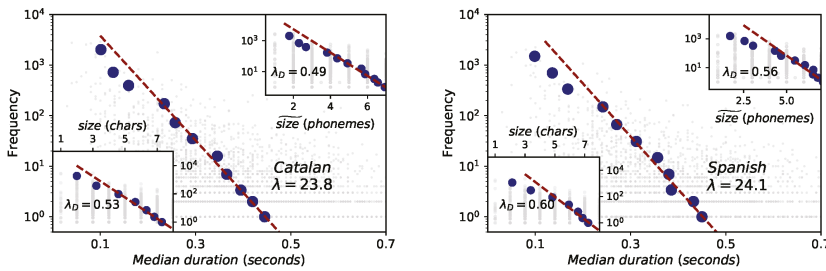 Frequency
10⁴
10³
10²
10¹
10⁰
0.1
0.3
0.5
0.7
Median duration (seconds)
Catalan
λ = 23.8
10³
10¹
λ_D = 0.49
2
4
6
size (phonemes)
size (chars)
1
3
5
7
10⁴
10²
10⁰
λ_D = 0.53
Frequency
10⁴
10³
10²
10¹
10⁰
0.1
0.3
0.5
0.7
Median duration (seconds)
Spanish
λ = 24.1
10³
10¹
λ_D = 0.56
2.5
5.0
size (phonemes)
size (chars)
1
3
5
7
10⁴
10²
10⁰
λ_D = 0.60